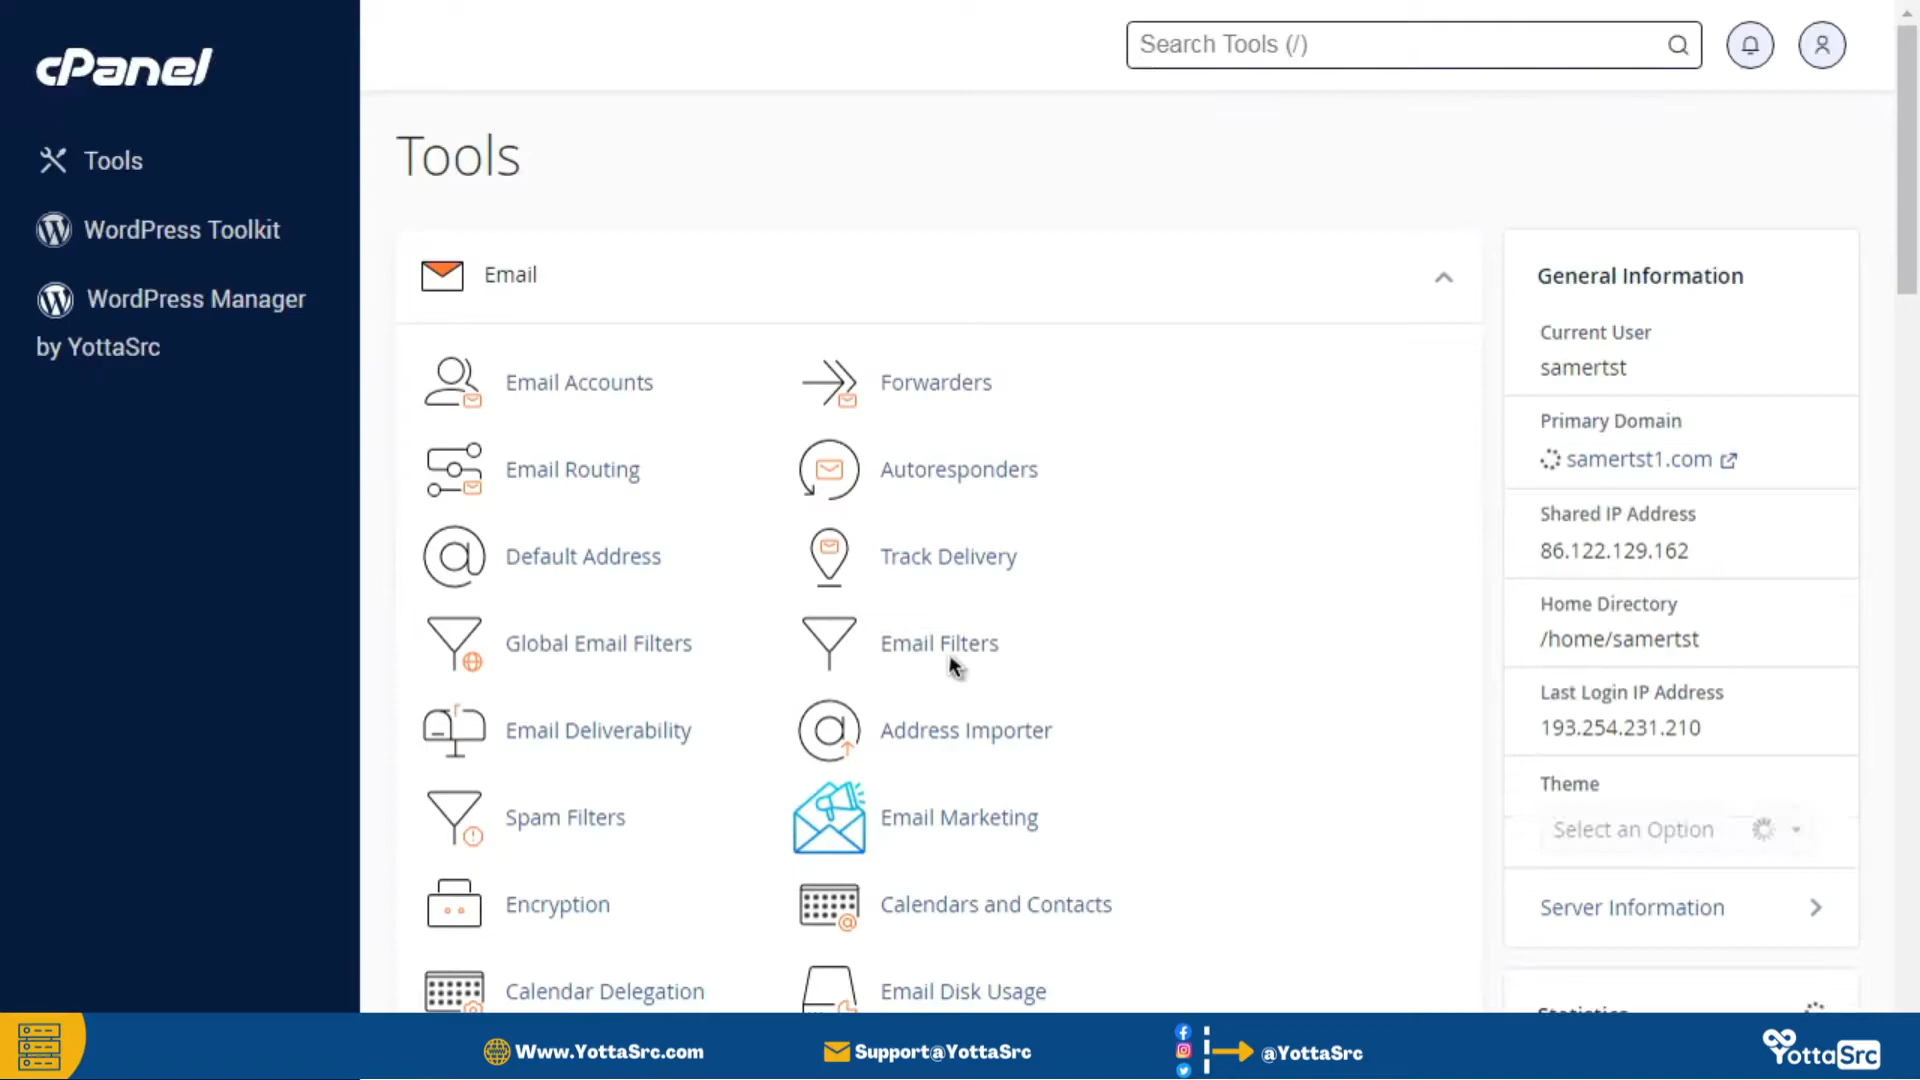 cPanel
Search Tools (/)
Tools
WordPress Toolkit
WordPress Manager
by YottaSrc
Tools
Email
Email Accounts
Forwarders
Email Routing
Autoresponders
Default Address
Track Delivery
Global Email Filters
Email Filters
Email Deliverability
Address Importer
Spam Filters
Email Marketing
Encryption
Calendars and Contacts
Calendar Delegation
Email Disk Usage
General Information
Current User
samertst
Primary Domain
samertst1.com
Shared IP Address
86.122.129.162
Home Directory
/home/samertst
Last Login IP Address
193.254.231.210
Theme
Select an Option
Server Information
Statistics
Www.YottaSrc.com
Support@YottaSrc
@YottaSrc
YottaSrc